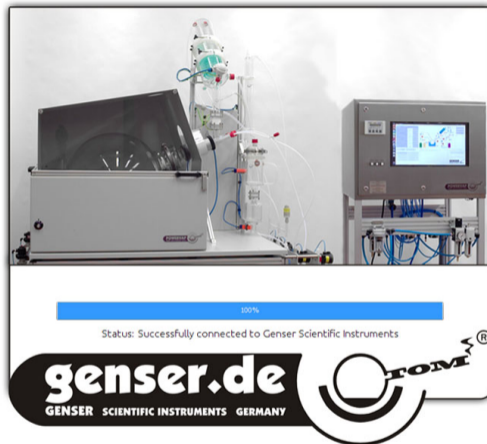 100%
Status: Successfully connected to Genser Scientific Instruments
®
TOM
genser.de
GENSER SCIENTIFIC INSTRUMENTS GERMANY